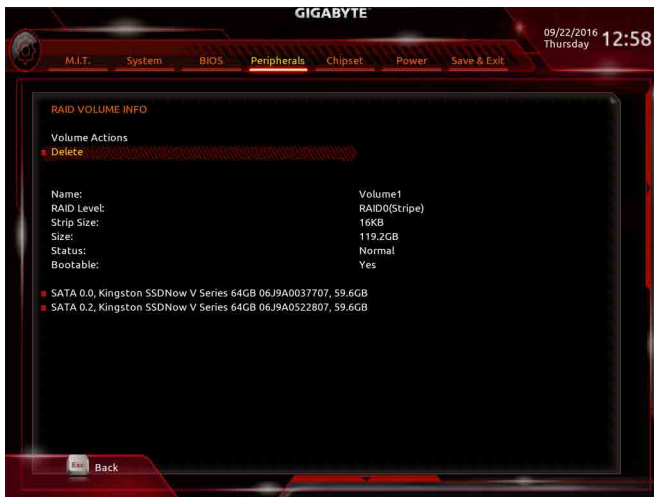 GIGABYTE™
09/22/2016 Thursday 12:58
M.I.T. System BIOS Peripherals Chipset Power Save & Exit
RAID VOLUME INFO
Volume Actions
Delete
Name: Volume1
RAID Level: RAID0(Stripe)
Strip Size: 16KB
Size: 119.2GB
Status: Normal
Bootable: Yes
SATA 0.0, Kingston SSDNow V Series 64GB 06J9A0037707, 59.6GB
SATA 0.2, Kingston SSDNow V Series 64GB 06J9A0522807, 59.6GB
Esc Back